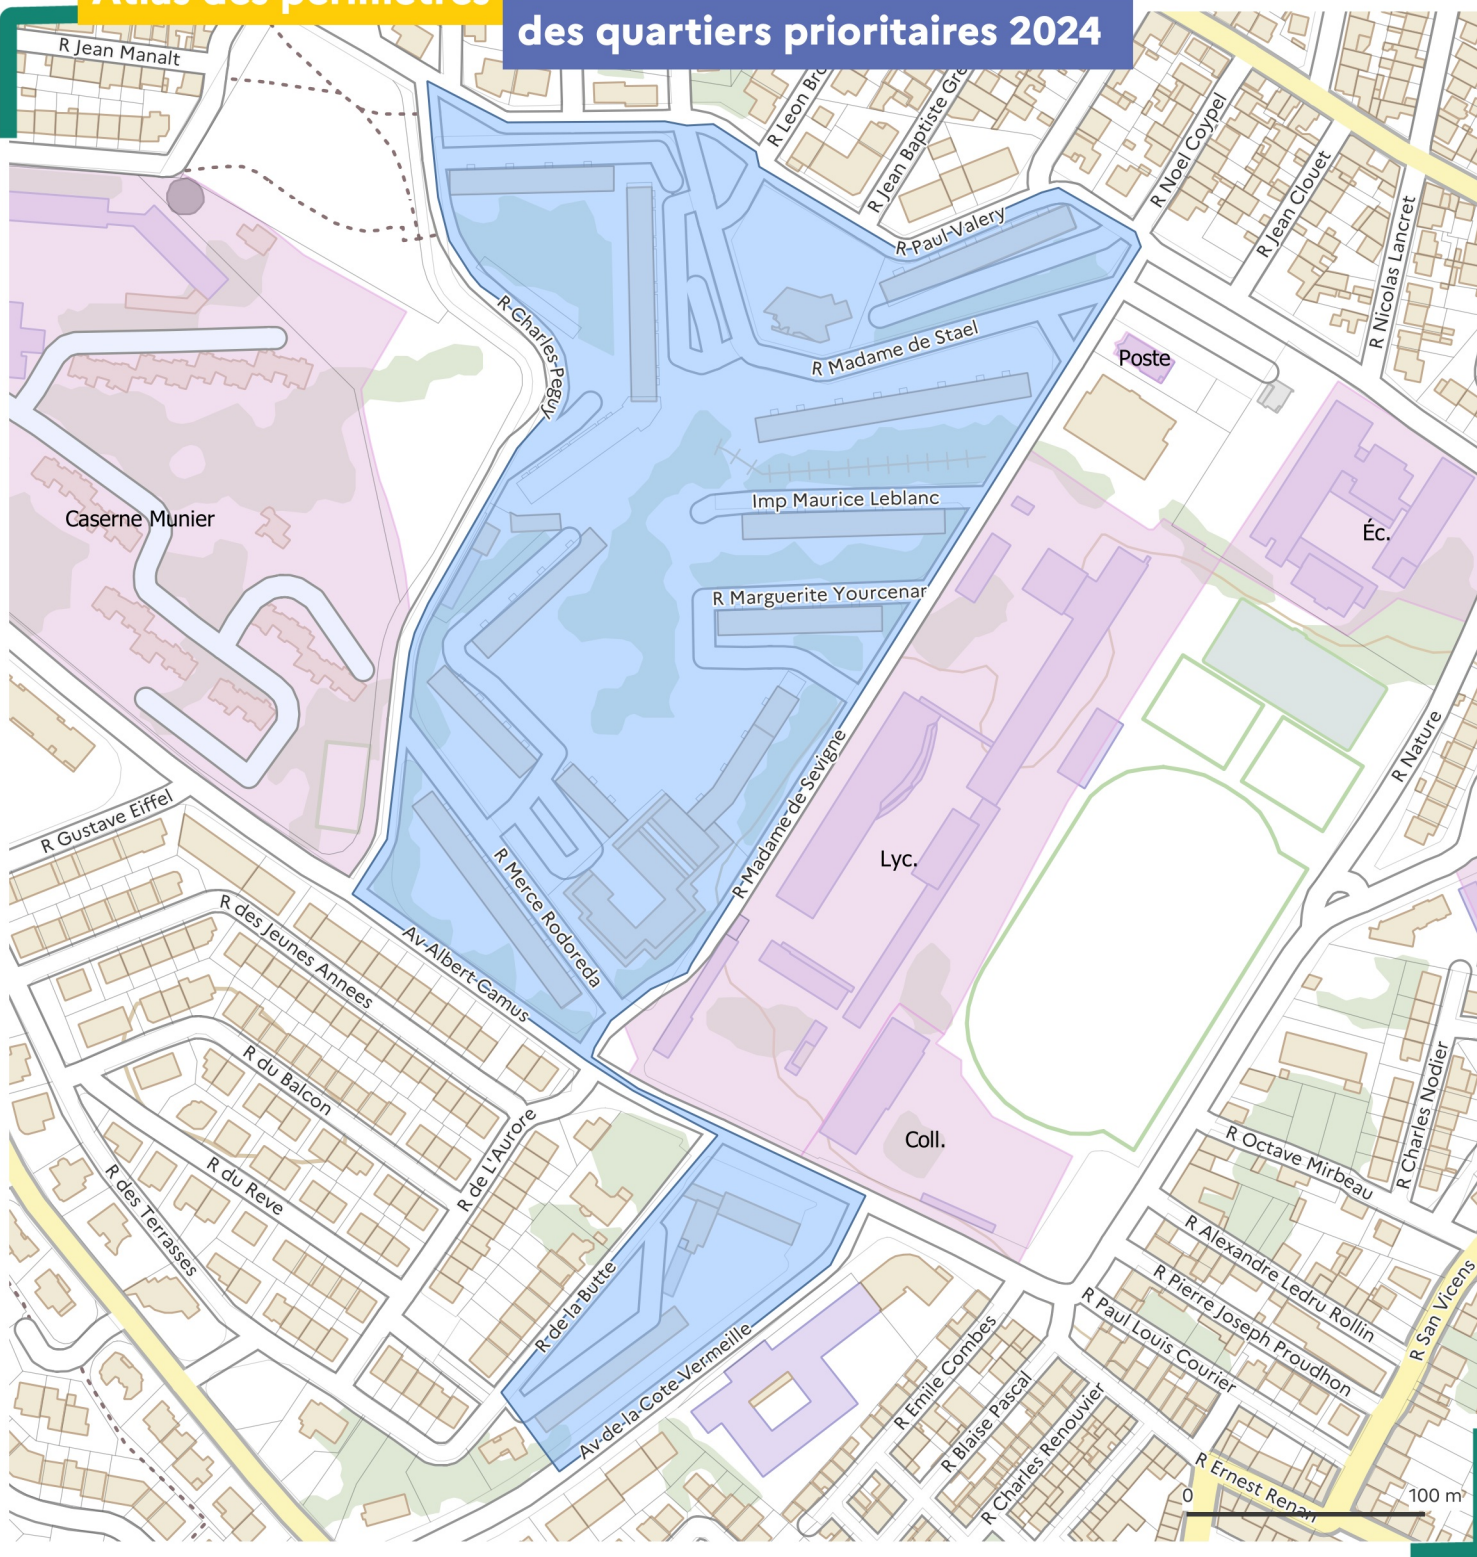 Atlas des périmètres
des quartiers prioritaires 2024
R Jean Manalt
R Leon Bro
R Jean Baptiste Gre
R Noel Coypel
R Jean Clouet
R Nicolas Lancret
R Paul Valery
R Charles Peguy
R Madame de Stael
Poste
Imp Maurice Leblanc
Caserne Munier
Éc.
R Marguerite Yourcenar
R Nature
R Gustave Eiffel
R Madame de Sevigne
Lyc.
R Merce Rodoreda
R des Jeunes Annees
Av Albert Camus
R du Balcon
R de L'Aurore
Coll.
R Octave Mirbeau
R Charles Nodier
R du Reve
R des Terrasses
R Alexandre Ledru Rollin
R Pierre Joseph Proudhon
R Paul Louis Courier
R San Vicens
R de la Butte
Av de la Cote Vermeille
R Emile Combes
R Blaise Pascal
R Charles Renouvier
R Ernest Renan
0 100 m